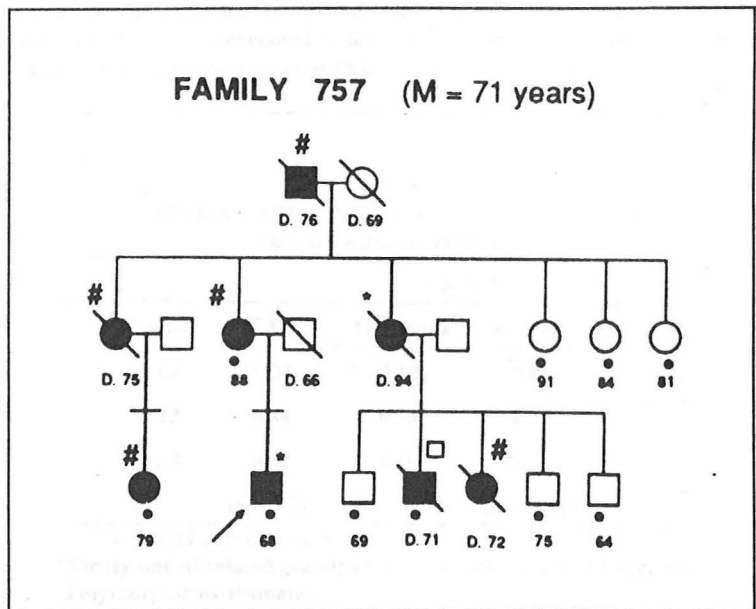 FAMILY 757 (M = 71 years)
#
D. 76 D. 69
# # *
D. 75 88 D. 66 D. 94 91 84 81
# * #
79 68 69 D. 71 D. 72 75 64